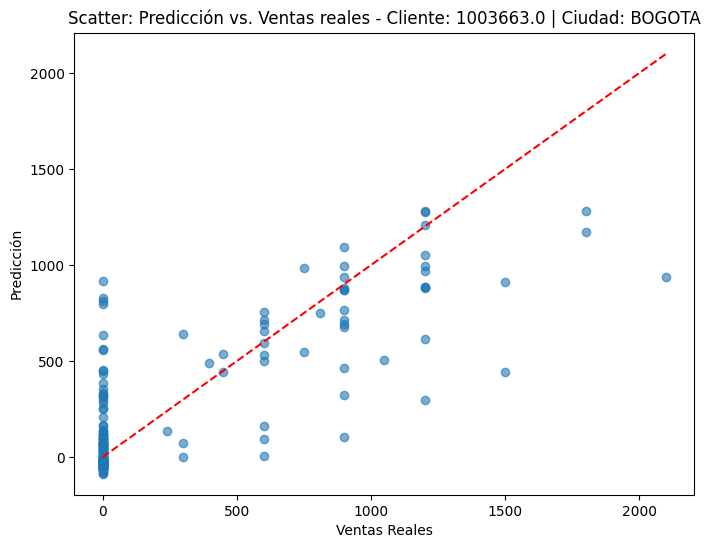 Scatter: Predicción vs. Ventas reales - Cliente: 1003663.0 | Ciudad: BOGOTA
2000
1500
1000
500
0
Predicción
0 500 1000 1500 2000
Ventas Reales